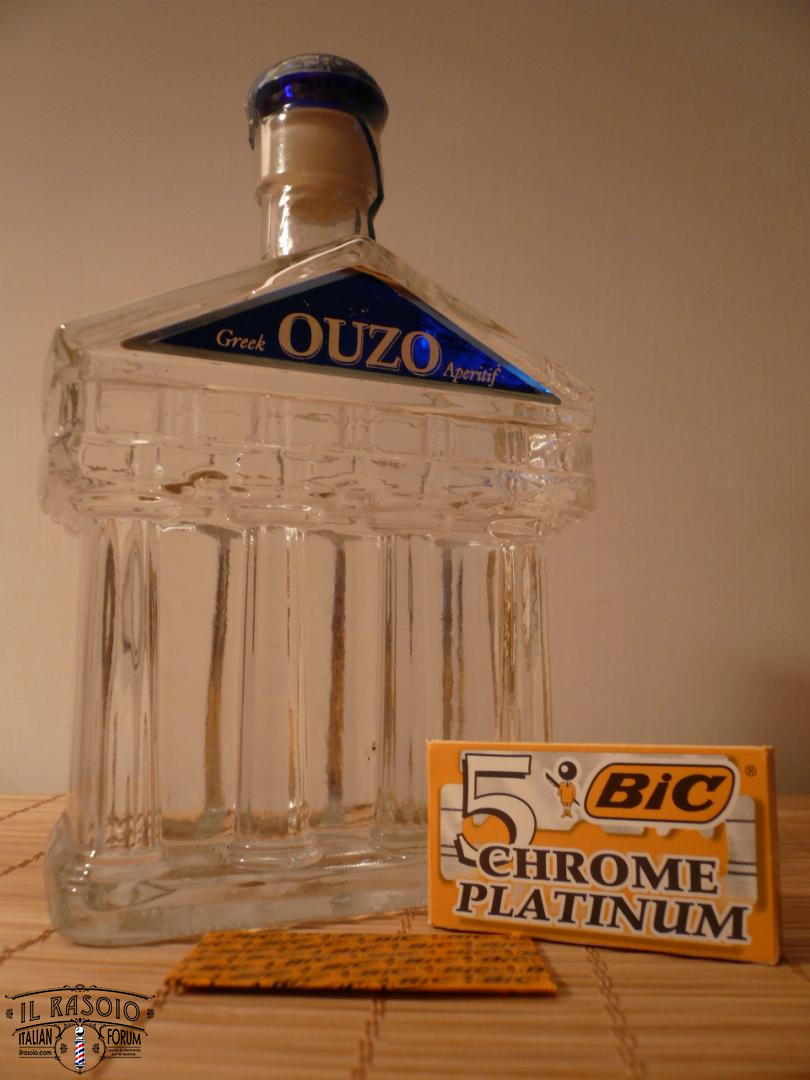 Greek OUZO Aperitif
5 BiC ®
CHROME
PLATINUM
IL RASOIO
ITALIAN FORUM
ilrasoio.com